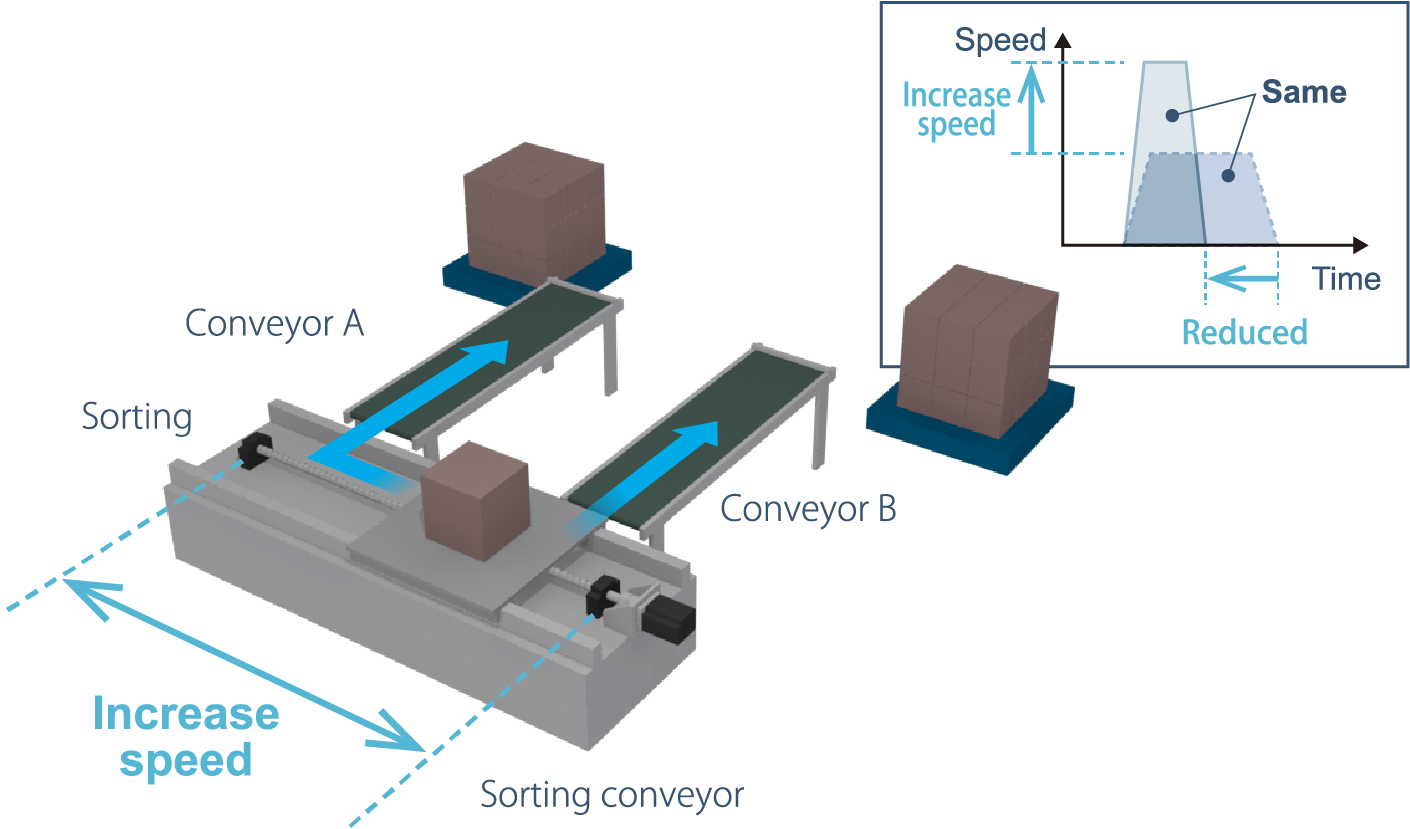 Speed
Increase
speed
Same
Time
Reduced
Conveyor A
Sorting
Conveyor B
Increase
speed
Sorting conveyor